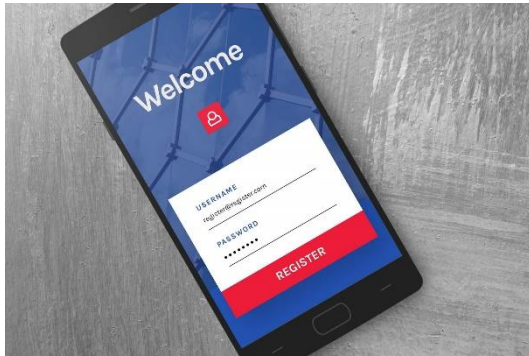 Welcome
USERNAME
register@register.com
PASSWORD
••••••••
REGISTER